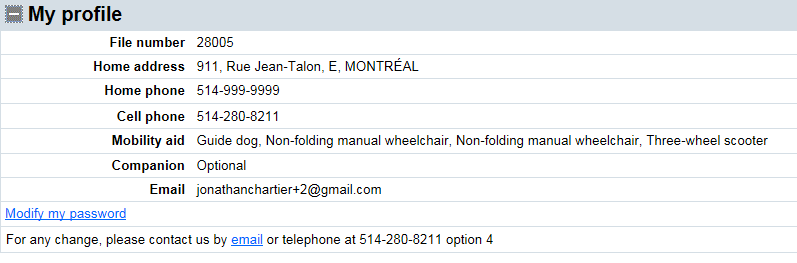 My profile
File number 28005
Home address 911, Rue Jean-Talon, E, MONTRÉAL
Home phone 514-999-9999
Cell phone 514-280-8211
Mobility aid Guide dog, Non-folding manual wheelchair, Non-folding manual wheelchair, Three-wheel scooter
Companion Optional
Email jonathanchartier+2@gmail.com
Modify my password
For any change, please contact us by email or telephone at 514-280-8211 option 4